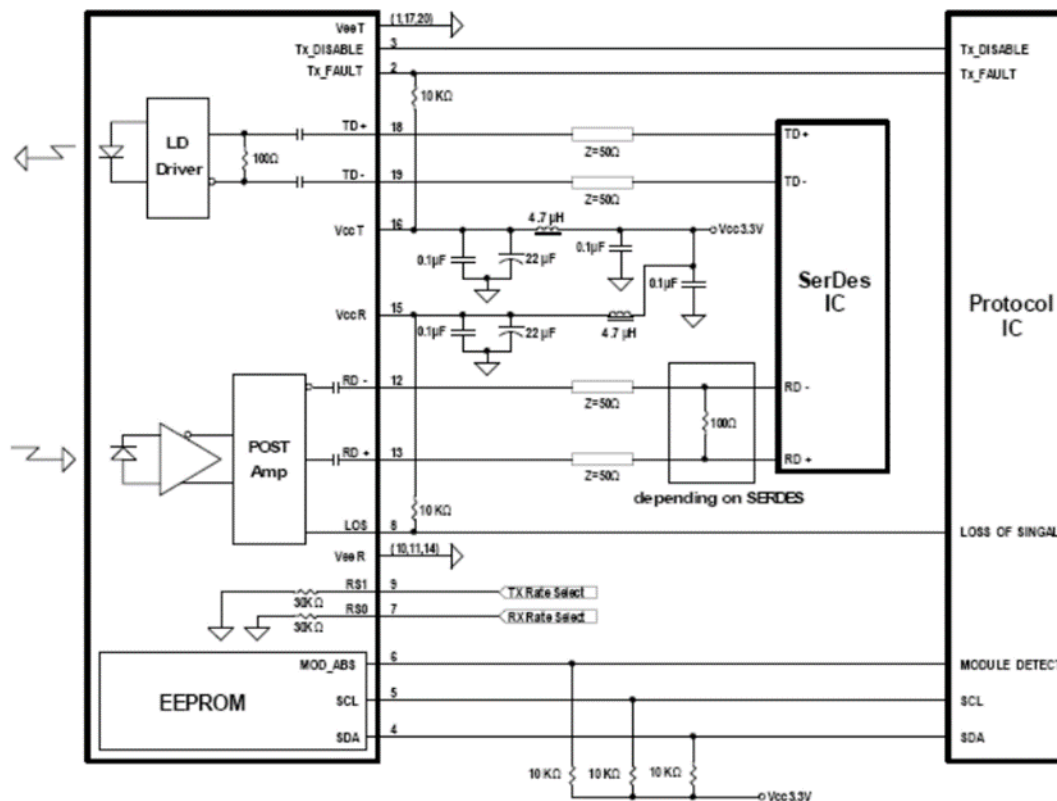 VeeT (1,17,20)
Tx_DISABLE 3 Tx_DISABLE
Tx_FAULT 2 Tx_FAULT
10 KΩ
LD
Driver
100Ω
TD+ 18 Z=50Ω TD+
TD- 19 Z=50Ω TD-
VccT 16 4.7 μH Vcc3.3V
0.1μF 22 μF 0.1μF 0.1μF
VccR 15 4.7 μH
0.1μF 22 μF
SerDes
IC
Protocol
IC
RD - 12 Z=50Ω RD -
100Ω
POST
Amp
RD + 13 Z=50Ω RD +
depending on SERDES
10 KΩ
LOS 8 LOSS OF SINGAL
VeeR (10,11,14)
RS1 9 TX Rate Select
30KΩ
RS0 7 RX Rate Select
30KΩ
EEPROM
MOD_ABS 6 MODULE DETECT
SCL 5 SCL
SDA 4 SDA
10 KΩ 10 KΩ 10 KΩ
Vcc3.3V